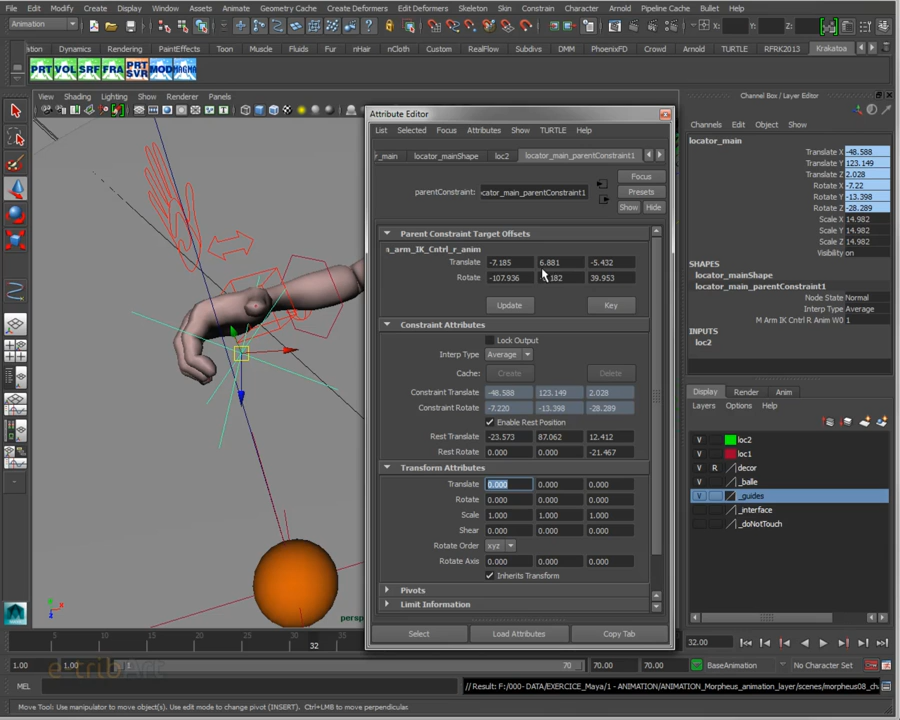 File Edit Modify Create Display Window Assets Animate Geometry Cache Create Deformers Edit Deformers Skeleton Skin Constrain Character Arnold Pipeline Cache Bullet Help
Animation X: Y: Z:
Dynamics Rendering PaintEffects Toon Muscle Fluids Fur nHair nCloth Custom RealFlow Subdivs DMM PhoenixFD Crowd Arnold TURTLE RFRK2013 Krakatoa
PRT VOL SRF FRA PRT SVR MOD MAGMA
View Shading Lighting Show Renderer Panels
Channel Box / Layer Editor
Attribute Editor
List Selected Focus Attributes Show TURTLE Help
r_main locator_mainShape loc2 locator_main_parentConstraint1
Focus
parentConstraint: cator_main_parentConstraint1 Presets
Show Hide
Parent Constraint Target Offsets
s_arm_IK_Cntrl_r_anim
Translate -7.185 6.881 -5.432
Rotate -107.936 182 39.953
Update Key
Constraint Attributes
Lock Output
Interp Type Average
Cache: Create Delete
Constraint Translate -48.588 123.149 2.028
Constraint Rotate -7.220 -13.398 -28.289
Enable Rest Position
Rest Translate -23.573 87.062 12.412
Rest Rotate 0.000 0.000 -21.467
Transform Attributes
Translate 0.000 0.000 0.000
Rotate 0.000 0.000 0.000
Scale 1.000 1.000 1.000
Shear 0.000 0.000 0.000
Rotate Order xyz
Rotate Axis 0.000 0.000 0.000
Inherits Transform
Pivots
Limit Information
Select Load Attributes Copy Tab
Channels Edit Object Show
locator_main
Translate X -48.588
Translate Y 123.149
Translate Z 2.028
Rotate X -7.22
Rotate Y -13.398
Rotate Z -28.289
Scale X 14.982
Scale Y 14.982
Scale Z 14.982
Visibility on
SHAPES
locator_mainShape
locator_main_parentConstraint1
Node State Normal
Interp Type Average
M Arm IK Cntrl R Anim W0 1
INPUTS
loc2
Display Render Anim
Layers Options Help
V loc2
V loc1
V R decor
V _balle
V _guides
_interface
_doNotTouch
persp
5 10 15 20 25 30 32
32.00
1.00 1.00 1 70 70.00 70.00 BaseAnimation No Character Set
e-tribArt
MEL // Result: F:/000- DATA/EXERCICE_Maya/1 - ANIMATION/ANIMATION_Morpheus_animation_layer/scenes/morpheus08_ch
Move Tool: Use manipulator to move object(s). Use edit mode to change pivot (INSERT). Ctrl+LMB to move perpendicular.